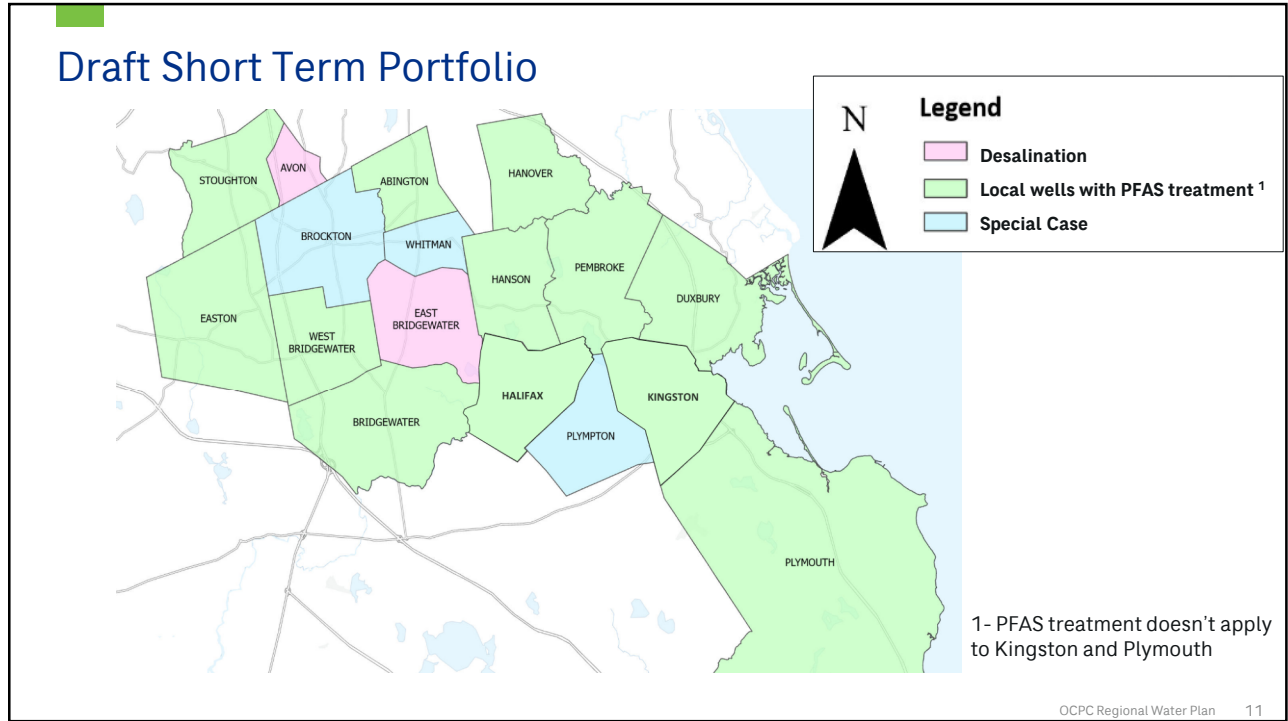 Draft Short Term Portfolio
N
Legend
Desalination
Local wells with PFAS treatment ¹
Special Case
STOUGHTON
AVON
ABINGTON
HANOVER
BROCKTON
WHITMAN
HANSON
PEMBROKE
DUXBURY
EASTON
WEST
BRIDGEWATER
EAST
BRIDGEWATER
HALIFAX
KINGSTON
BRIDGEWATER
PLYMPTON
PLYMOUTH
1- PFAS treatment doesn't apply
to Kingston and Plymouth
OCPC Regional Water Plan 11